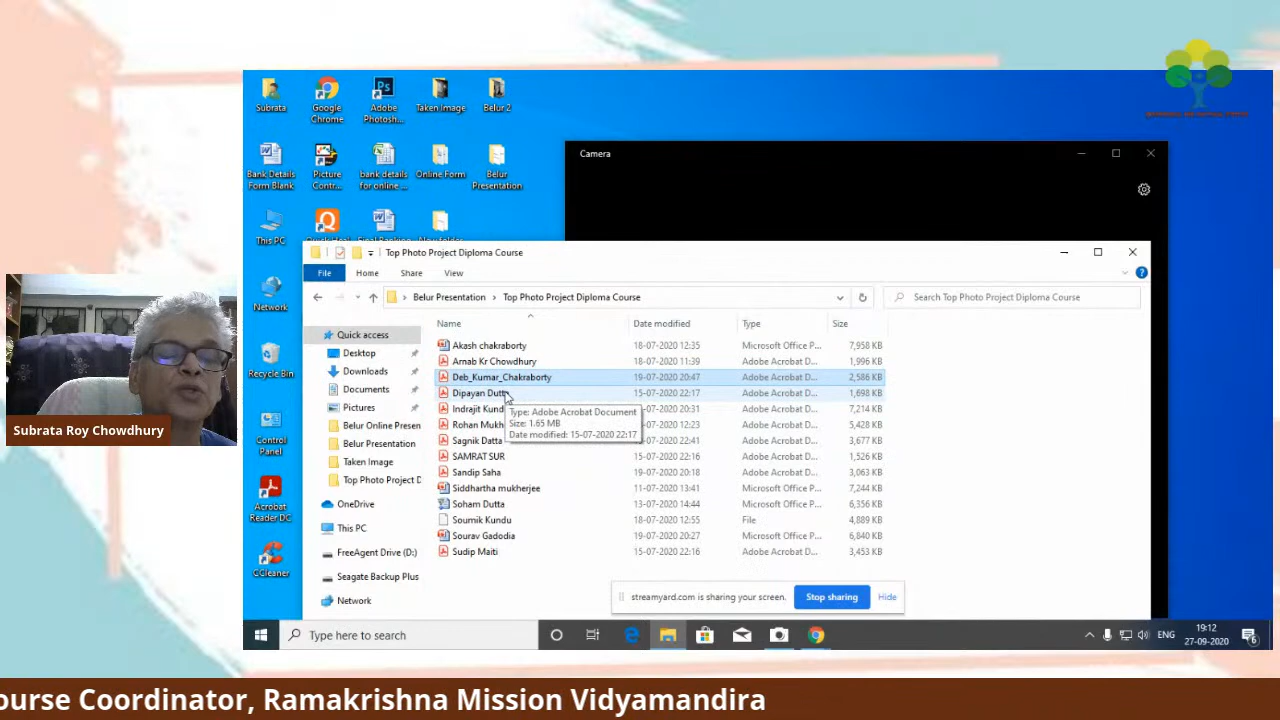 Subrata
Google Chrome
Adobe Photosh...
Taken Image
Belur 2
Bank Details Form Blank
Picture Contr...
bank details for online ...
Online Form
Belur Presentation
This PC
Network
Recycle Bin
Control Panel
Acrobat Reader DC
CCleaner
Camera
Top Photo Project Diploma Course
File Home Share View
Belur Presentation > Top Photo Project Diploma Course
Search Top Photo Project Diploma Course
Quick access
Desktop
Downloads
Documents
Pictures
Belur Online Presen
Belur Presentation
Taken Image
Top Photo Project D
OneDrive
This PC
FreeAgent Drive (D:)
Seagate Backup Plus
Network
Name Date modified Type Size
Akash chakraborty 18-07-2020 12:35 Microsoft Office P... 7,958 KB
Arnab Kr Chowdhury 18-07-2020 11:39 Adobe Acrobat D... 1,996 KB
Deb_Kumar_Chakraborty 19-07-2020 20:47 Adobe Acrobat D... 2,586 KB
Dipayan Dutta 15-07-2020 22:17 Adobe Acrobat D... 1,698 KB
Indrajit Kund 20:31 Adobe Acrobat D... 7,214 KB
Rohan Mukh 12:23 Adobe Acrobat D... 5,428 KB
Sagnik Datta 22:41 Adobe Acrobat D... 3,677 KB
SAMRAT SUR 15-07-2020 22:16 Adobe Acrobat D... 1,526 KB
Sandip Saha 19-07-2020 20:18 Adobe Acrobat D... 3,063 KB
Siddhartha mukherjee 11-07-2020 13:41 Microsoft Office P... 7,244 KB
Soham Dutta 13-07-2020 14:44 Microsoft Office P... 6,356 KB
Soumik Kundu 18-07-2020 12:55 File 4,889 KB
Sourav Gadodia 19-07-2020 20:27 Microsoft Office P... 6,840 KB
Sudip Maiti 15-07-2020 22:16 Adobe Acrobat D... 3,453 KB
Type: Adobe Acrobat Document
Size: 1.65 MB
Date modified: 15-07-2020 22:17
streamyard.com is sharing your screen. Stop sharing Hide
Type here to search
ENG
19:12
27-09-2020
Subrata Roy Chowdhury
ourse Coordinator, Ramakrishna Mission Vidyamandira